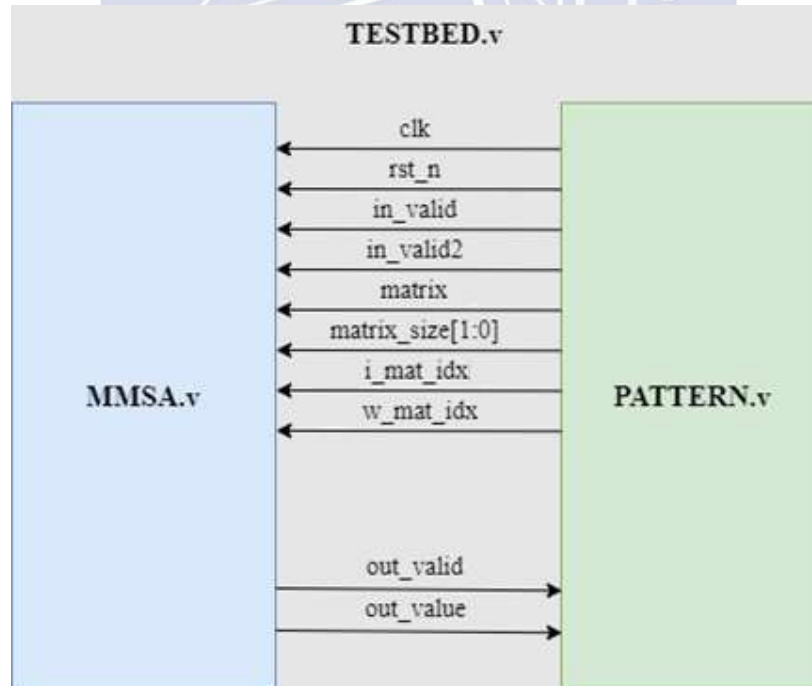 TESTBED.v
clk
rst_n
in_valid
in_valid2
matrix
matrix_size[1:0]
i_mat_idx
w_mat_idx
MMSA.v
PATTERN.v
out_valid
out_value